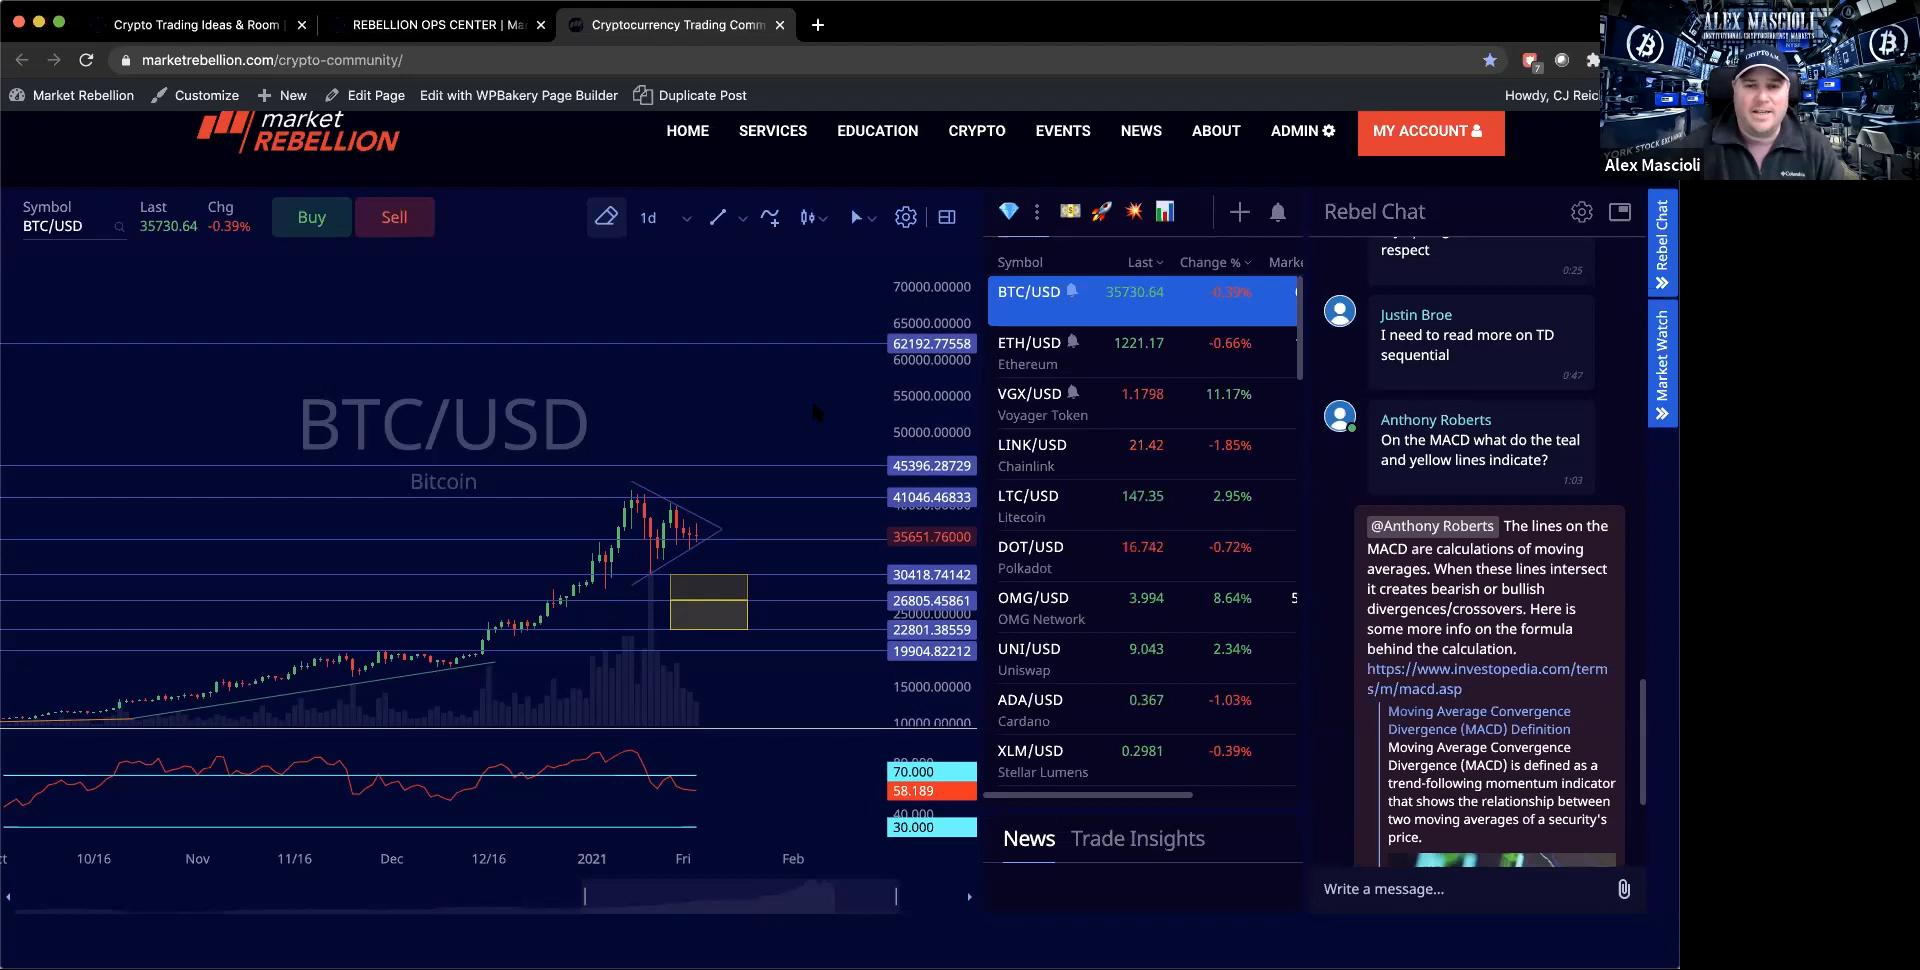 Crypto Trading Ideas & Room |
REBELLION OPS CENTER | Ma
Cryptocurrency Trading Comm
marketrebellion.com/crypto-community/
7
Market Rebellion
Customize
New
Edit Page
Edit with WPBakery Page Builder
Duplicate Post
Howdy, CJ Reic
market
REBELLION
HOME
SERVICES
EDUCATION
CRYPTO
EVENTS
NEWS
ABOUT
ADMIN
MY ACCOUNT
ALEX MASCIOLI
INSTITUTIONAL CRYPTOCURRENCY MARKETS
Columbia
Alex Mascioli
Symbol
BTC/USD
Last
35730.64
Chg
-0.39%
Buy
Sell
1d
BTC/USD
Bitcoin
70000.00000
65000.00000
62192.77558
60000.00000
55000.00000
50000.00000
45396.28729
41046.46833
35651.76000
30418.74142
26805.45861
25000.00000
22801.38559
19904.82212
15000.00000
10000.00000
70.000
58.189
40.000
30.000
10/16
Nov
11/16
Dec
12/16
2021
Fri
Feb
Symbol
Last
Change %
Marke
BTC/USD
35730.64
-0.39%
ETH/USD
1221.17
-0.66%
Ethereum
VGX/USD
1.1798
11.17%
Voyager Token
LINK/USD
21.42
-1.85%
Chainlink
LTC/USD
147.35
2.95%
Litecoin
DOT/USD
16.742
-0.72%
Polkadot
OMG/USD
3.994
8.64%
5
OMG Network
UNI/USD
9.043
2.34%
Uniswap
ADA/USD
0.367
-1.03%
Cardano
XLM/USD
0.2981
-0.39%
Stellar Lumens
News
Trade Insights
Rebel Chat
respect
0:25
Justin Broe
I need to read more on TD
sequential
0:47
Anthony Roberts
On the MACD what do the teal
and yellow lines indicate?
1:03
@Anthony Roberts The lines on the
MACD are calculations of moving
averages. When these lines intersect
it creates bearish or bullish
divergences/crossovers. Here is
some more info on the formula
behind the calculation.
https://www.investopedia.com/term
s/m/macd.asp
Moving Average Convergence
Divergence (MACD) Definition
Moving Average Convergence
Divergence (MACD) is defined as a
trend-following momentum indicator
that shows the relationship between
two moving averages of a security's
price.
Write a message...
Rebel Chat
Market Watch